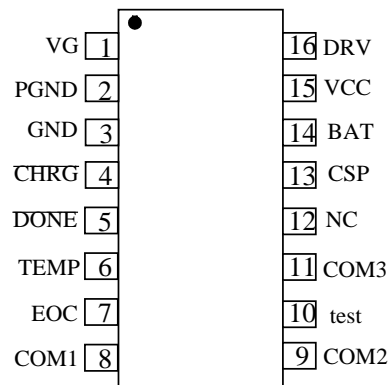 VG 1 16 DRV
PGND 2 15 VCC
GND 3 14 BAT
CHRG 4 13 CSP
DONE 5 12 NC
TEMP 6 11 COM3
EOC 7 10 test
COM1 8 9 COM2